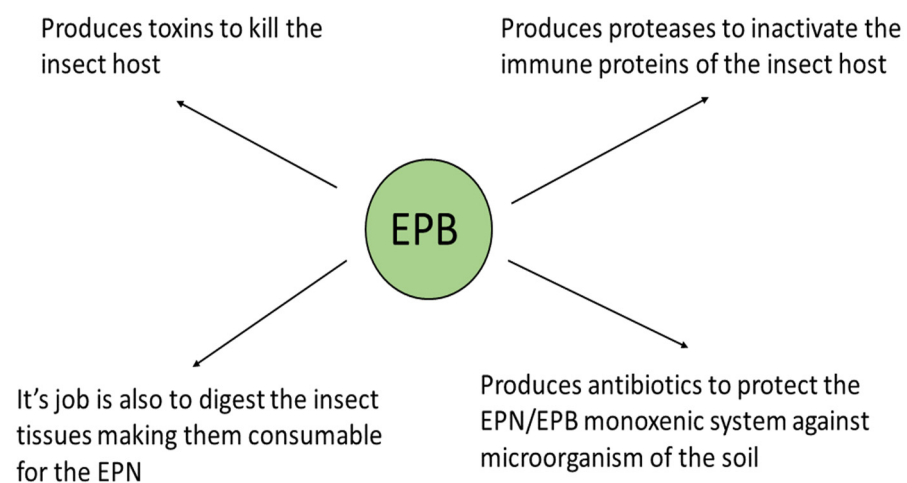 Produces toxins to kill the
insect host
Produces proteases to inactivate the
immune proteins of the insect host
EPB
It's job is also to digest the insect
tissues making them consumable
for the EPN
Produces antibiotics to protect the
EPN/EPB monoxenic system against
microorganism of the soil